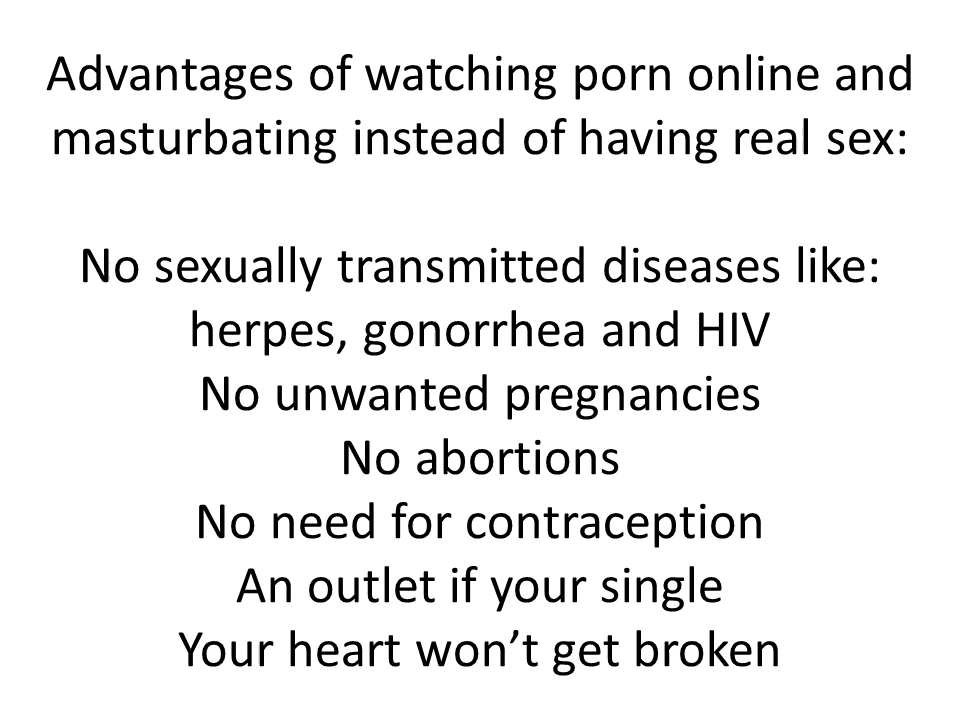 Advantages of watching porn online and
masturbating instead of having real sex:
No sexually transmitted diseases like:
herpes, gonorrhea and HIV
No unwanted pregnancies
No abortions
No need for contraception
An outlet if your single
Your heart won’t get broken